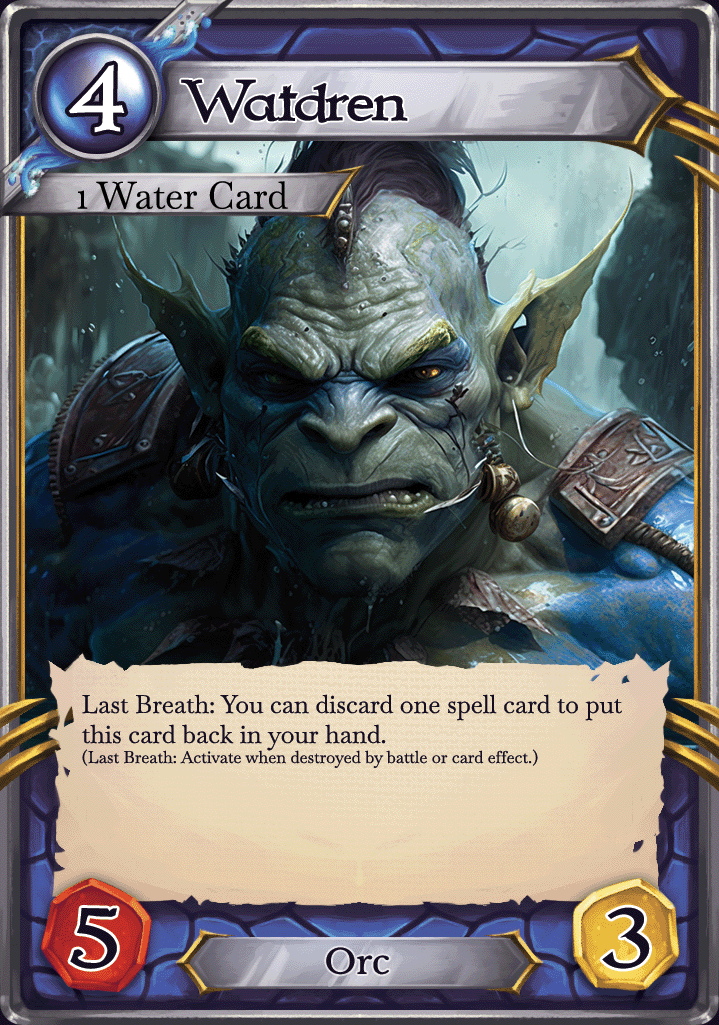 4
Watdren
1 Water Card
Last Breath: You can discard one spell card to put
this card back in your hand.
(Last Breath: Activate when destroyed by battle or card effect.)
5
Orc
3